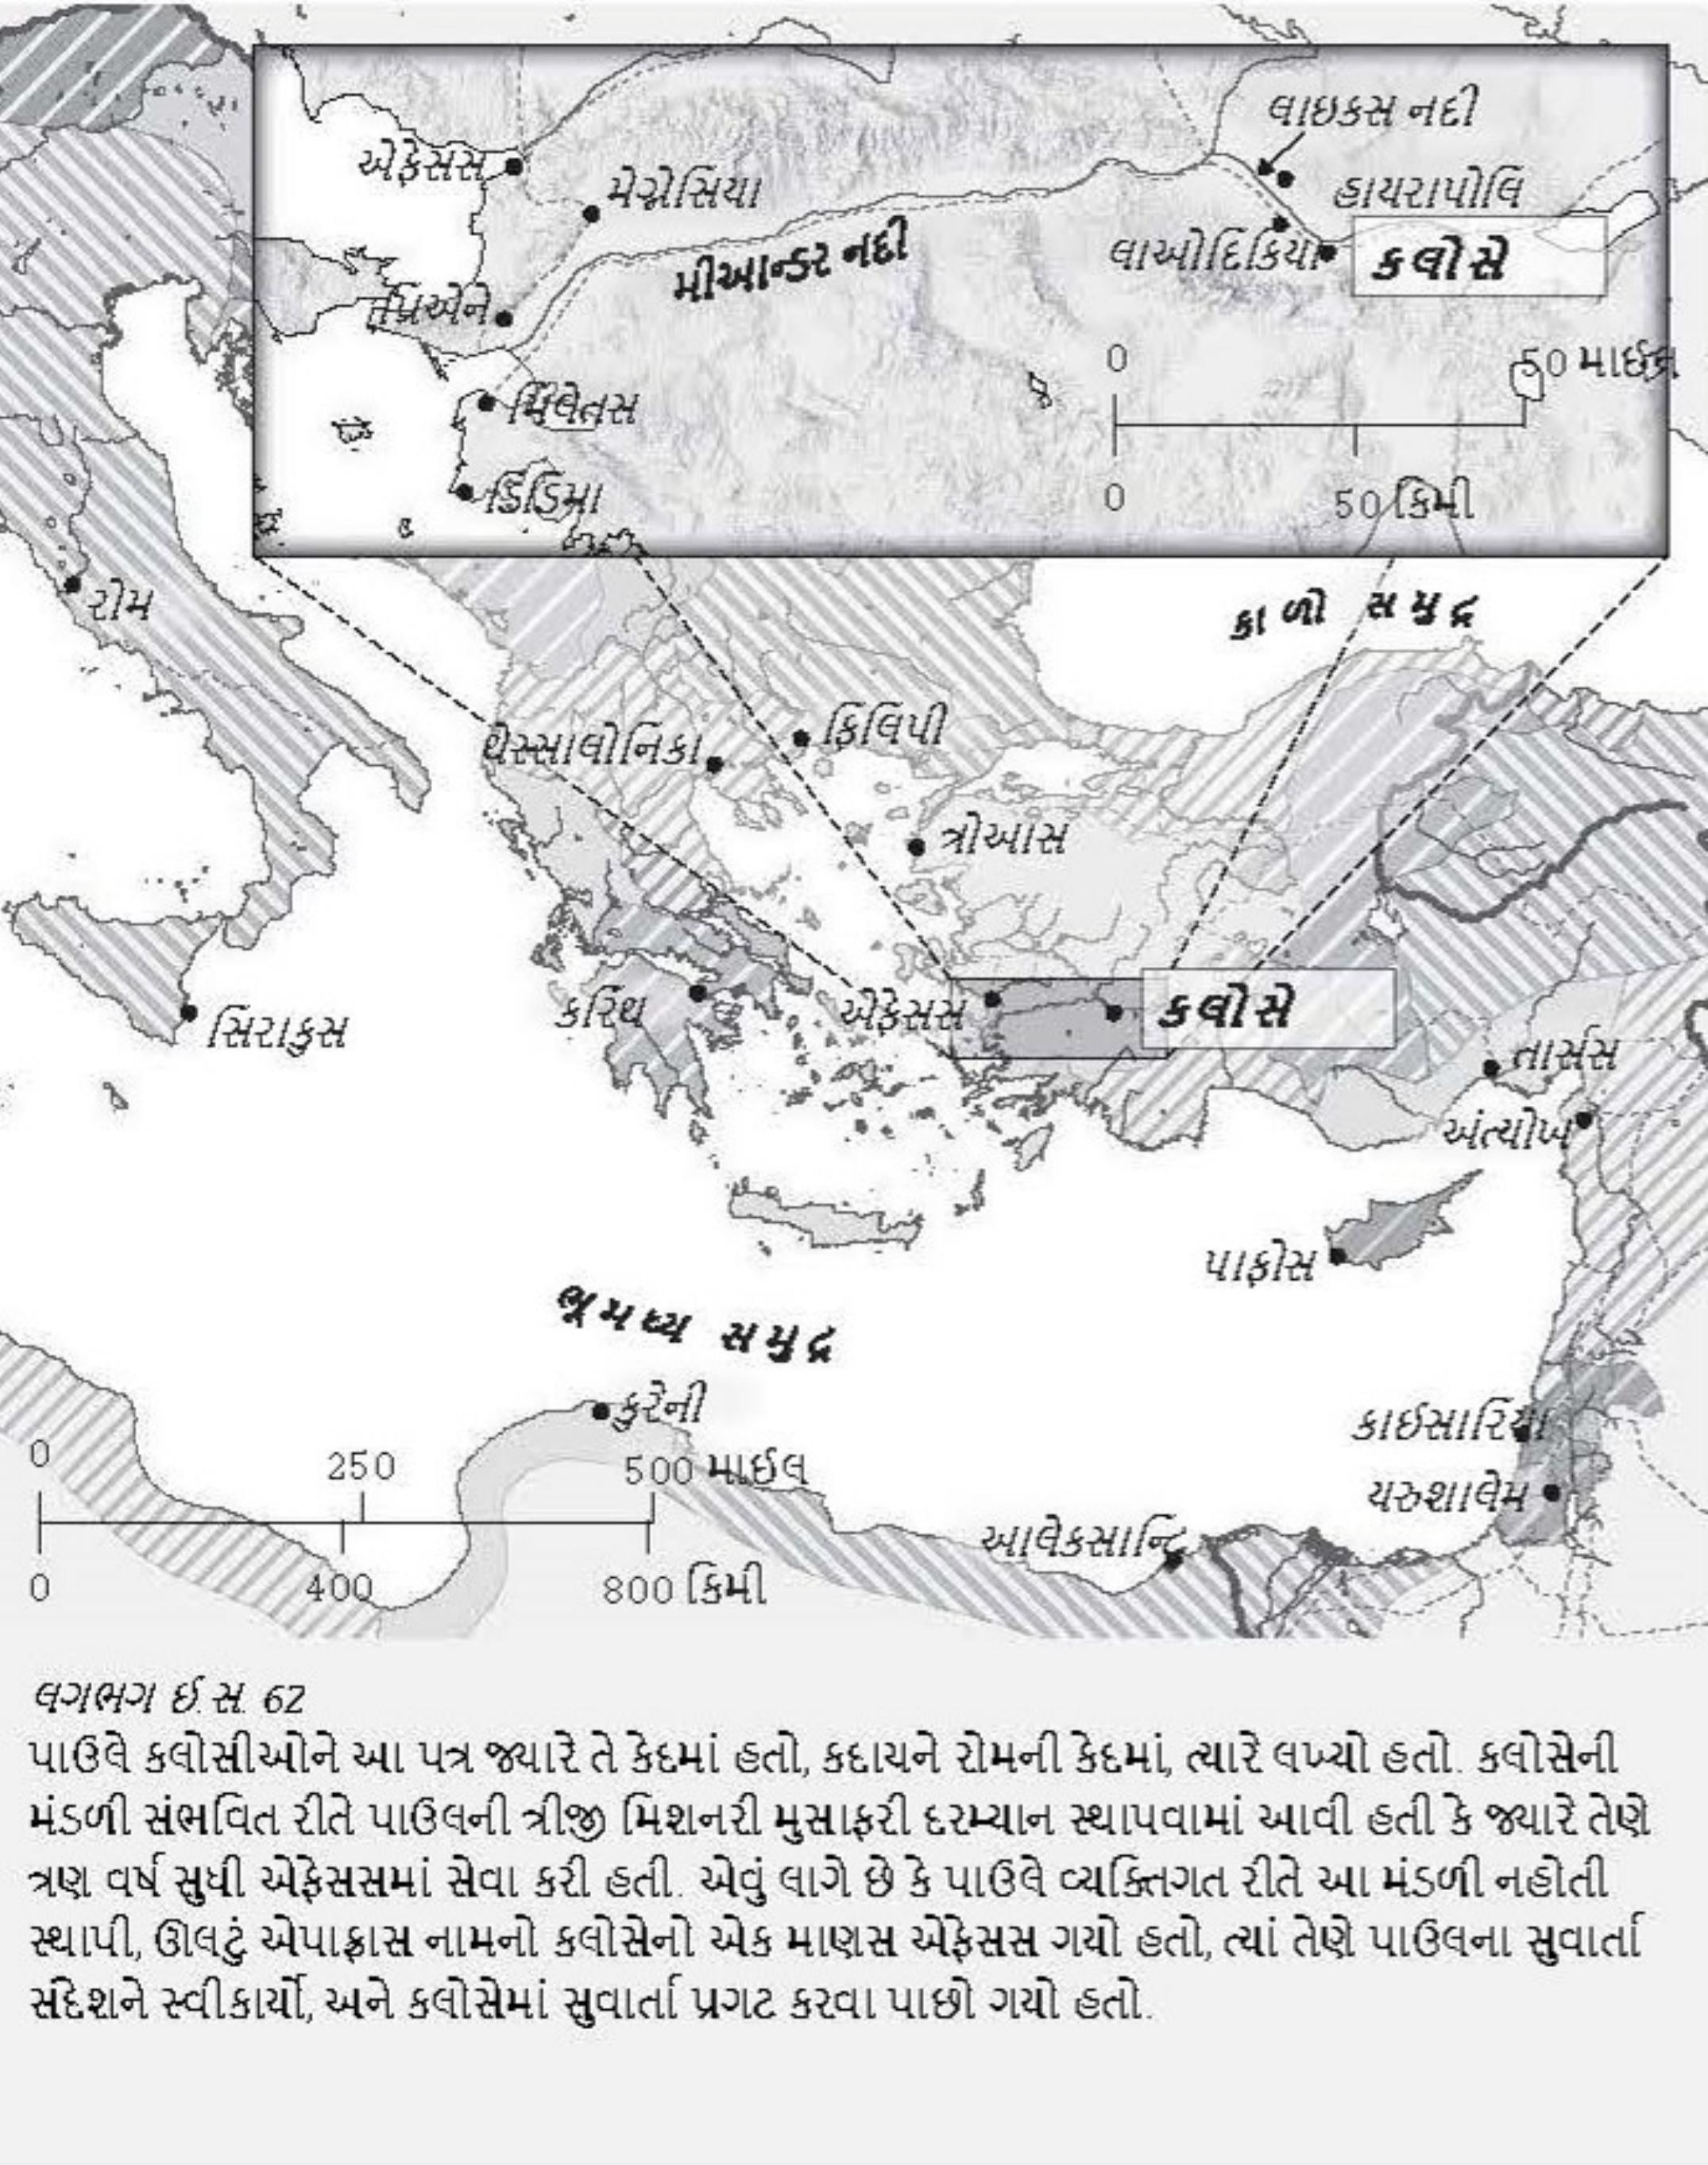 લાઇકસ નદી
એફેસસ
મેગ્નેસિયા
હાયરાપોલિ
મીઆન્ડર નદી
લાઓદિકિયા
કલોસે
પ્રિએને
0
50 માઈલ
મિલેતસ
ડિડિમા
0
50 કિમી
રોમ
કાળો સમુદ્ર
થેસ્સાલોનિકા
ફિલિપી
ત્રોઆસ
સિરાકુસ
કરિંથ
એફેસસ
કલોસે
તાર્સસ
અંત્યોખ
પાફોસ
ભૂમધ્ય સમુદ્ર
કુરેની
કાઈસારિયા
0
250
500 માઈલ
યરુશાલેમ
આલેકસાન્દ્રિ
0
400
800 કિમી
લગભગ ઈ.સ. 62
પાઉલે કલોસીઓને આ પત્ર જ્યારે તે કેદમાં હતો, કદાચને રોમની કેદમાં, ત્યારે લખ્યો હતો. કલોસેની
મંડળી સંભવિત રીતે પાઉલની ત્રીજી મિશનરી મુસાફરી દરમ્યાન સ્થાપવામાં આવી હતી કે જ્યારે તેણે
ત્રણ વર્ષ સુધી એફેસસમાં સેવા કરી હતી. એવું લાગે છે કે પાઉલે વ્યક્તિગત રીતે આ મંડળી નહોતી
સ્થાપી, ઊલટું એપાફ્રાસ નામનો કલોસેનો એક માણસ એફેસસ ગયો હતો, ત્યાં તેણે પાઉલના સુવાર્તા
સંદેશને સ્વીકાર્યો, અને કલોસેમાં સુવાર્તા પ્રગટ કરવા પાછો ગયો હતો.